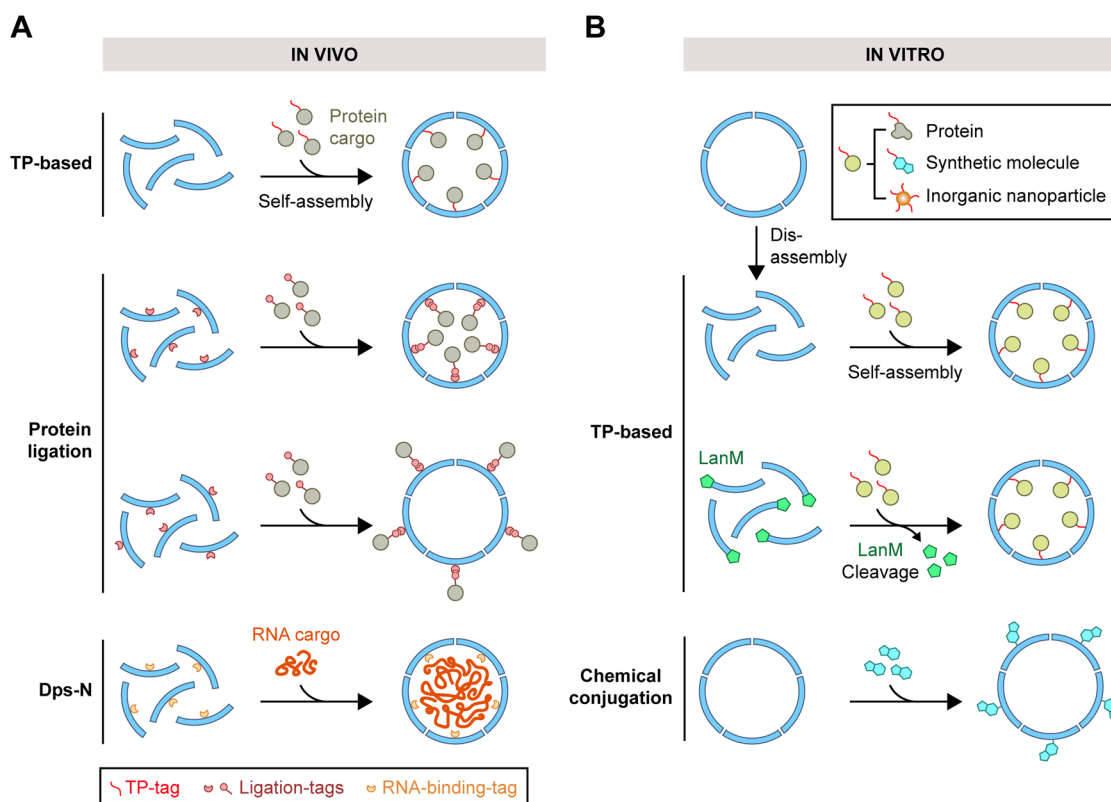 A
IN VIVO
TP-based
Protein
cargo
Self-assembly
Protein
ligation
Dps-N
RNA cargo
TP-tag
Ligation-tags
RNA-binding-tag
B
IN VITRO
Protein
Synthetic molecule
Inorganic nanoparticle
Dis-
assembly
Self-assembly
TP-based
LanM
LanM
Cleavage
Chemical
conjugation